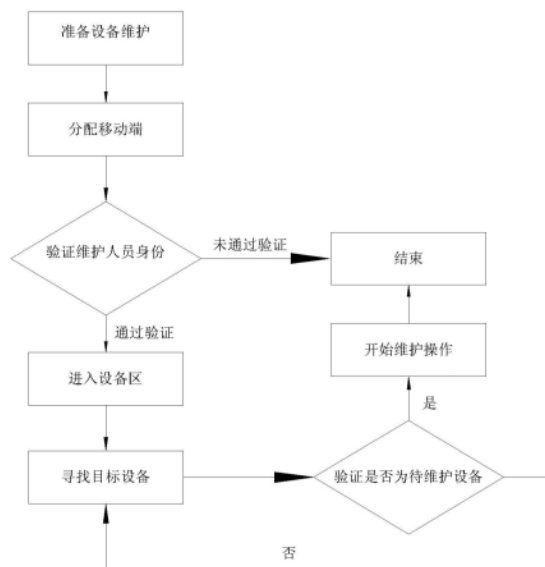 准备设备维护
分配移动端
验证维护人员身份
未通过验证
结束
通过验证
开始维护操作
进入设备区
是
寻找目标设备
验证是否为待维护设备
否